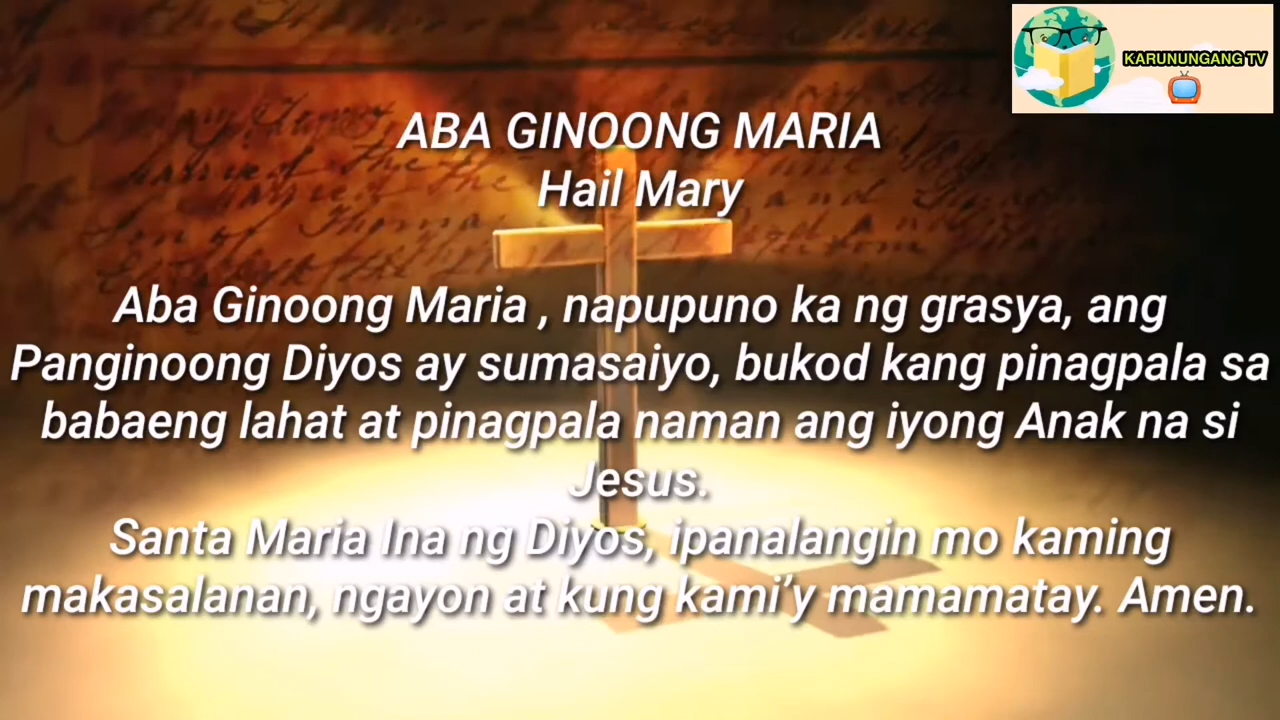 KARUNUNGANG TV
ABA GINOONG MARIA
Hail Mary
Aba Ginoong Maria , napupuno ka ng grasya, ang
Panginoong Diyos ay sumasaiyo, bukod kang pinagpala sa
babaeng lahat at pinagpala naman ang iyong Anak na si
Jesus.
Santa Maria Ina ng Diyos, ipanalangin mo kaming
makasalanan, ngayon at kung kami’y mamamatay. Amen.